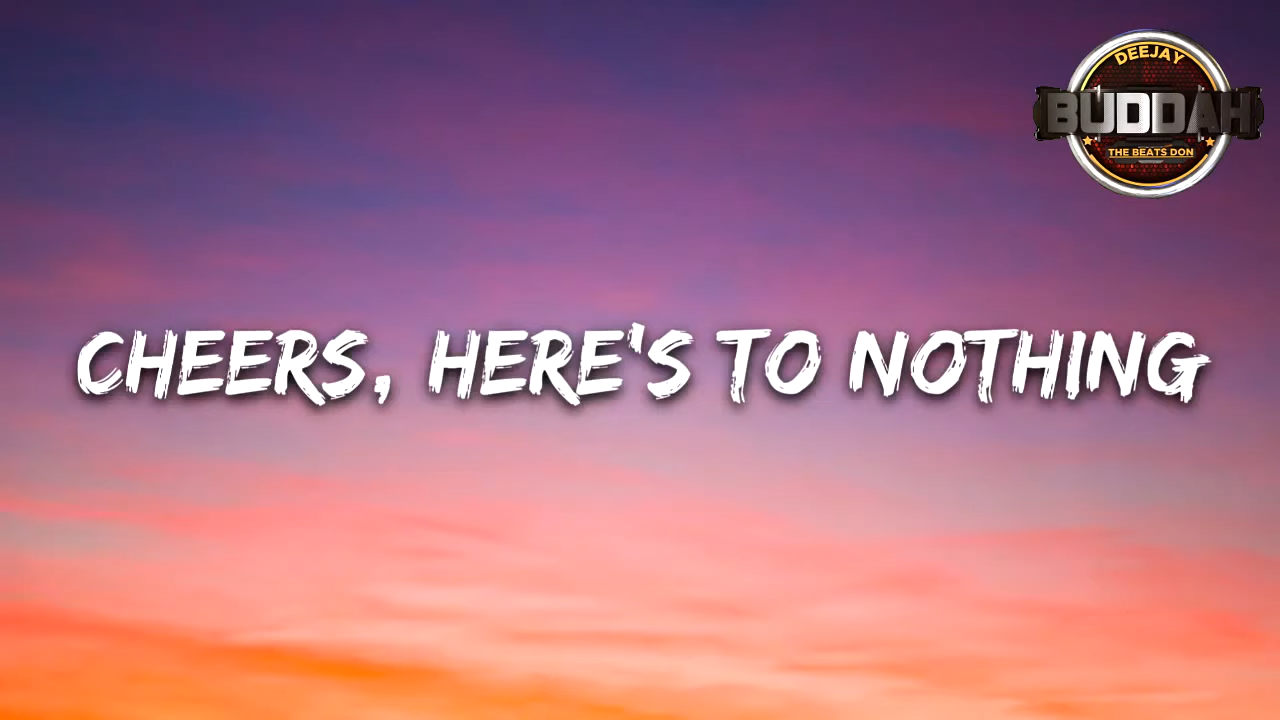 DEEJAY
BUDDAH
THE BEATS DON
CHEERS, HERE'S TO NOTHING